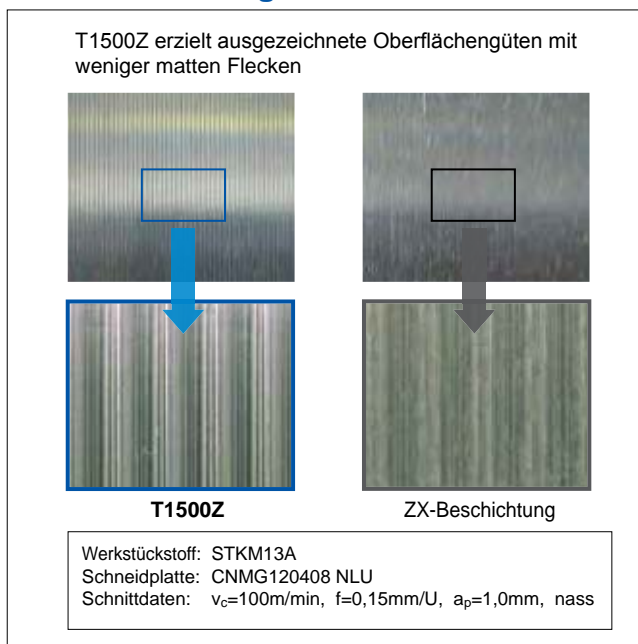 T1500Z erzielt ausgezeichnete Oberflächengüten mit
weniger matten Flecken
T1500Z
ZX-Beschichtung
Werkstückstoff: STKM13A
Schneidplatte: CNMG120408 NLU
Schnittdaten: vc=100m/min, f=0,15mm/U, ap=1,0mm, nass